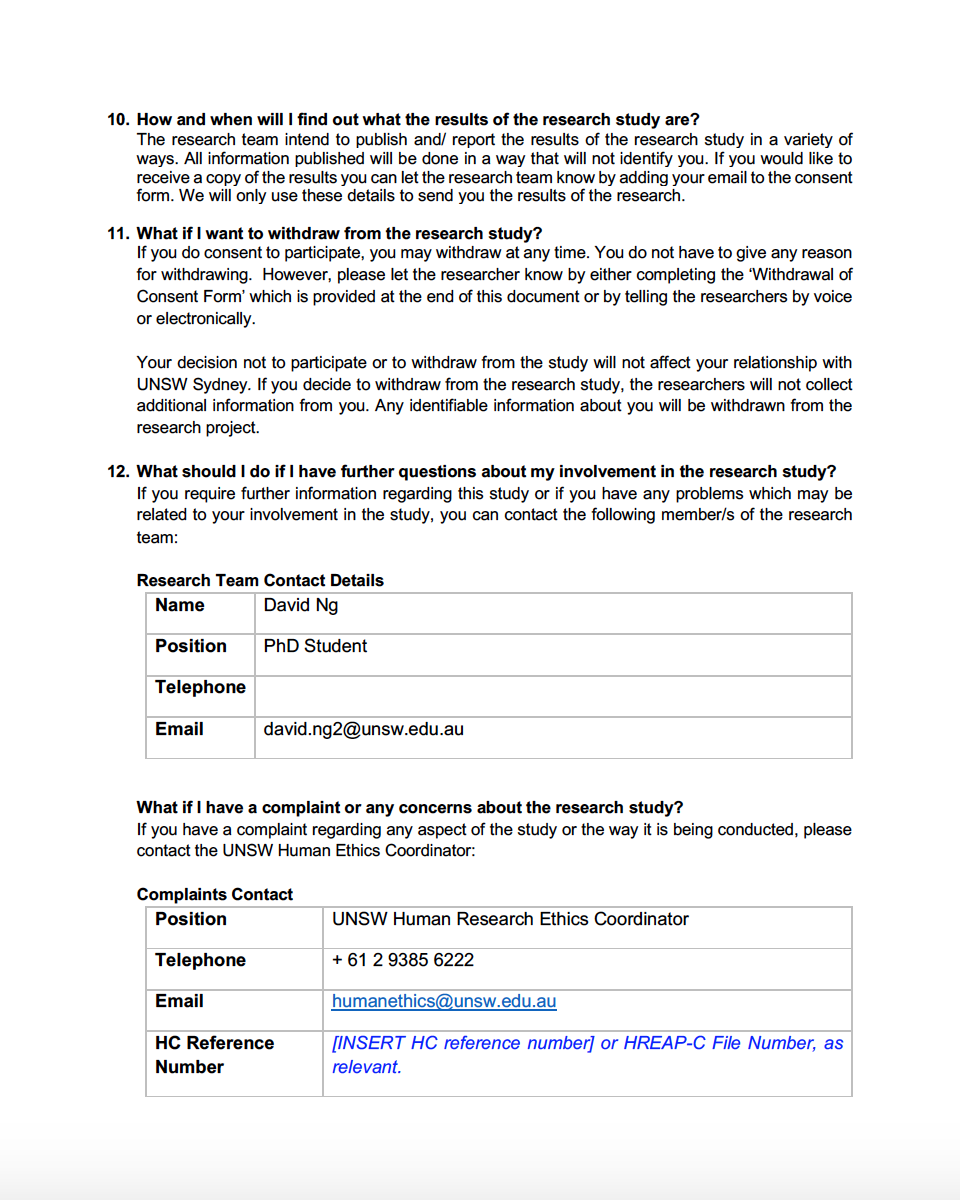 10. How and when will I find out what the results of the research study are?
The research team intend to publish and/ report the results of the research study in a variety of
ways. All information published will be done in a way that will not identify you. If you would like to
receive a copy of the results you can let the research team know by adding your email to the consent
form. We will only use these details to send you the results of the research.
11. What if I want to withdraw from the research study?
If you do consent to participate, you may withdraw at any time. You do not have to give any reason
for withdrawing.  However, please let the researcher know by either completing the ‘Withdrawal of
Consent Form’ which is provided at the end of this document or by telling the researchers by voice
or electronically.
Your decision not to participate or to withdraw from the study will not affect your relationship with
UNSW Sydney. If you decide to withdraw from the research study, the researchers will not collect
additional information from you. Any identifiable information about you will be withdrawn from the
research project.
12. What should I do if I have further questions about my involvement in the research study?
If you require further information regarding this study or if you have any problems which may be
related to your involvement in the study, you can contact the following member/s of the research
team:
Research Team Contact Details
Name David Ng
Position PhD Student
Telephone
Email david.ng2@unsw.edu.au
What if I have a complaint or any concerns about the research study?
If you have a complaint regarding any aspect of the study or the way it is being conducted, please
contact the UNSW Human Ethics Coordinator:
Complaints Contact
Position UNSW Human Research Ethics Coordinator
Telephone + 61 2 9385 6222
Email humanethics@unsw.edu.au
HC Reference [INSERT HC reference number] or HREAP-C File Number, as
Number relevant.